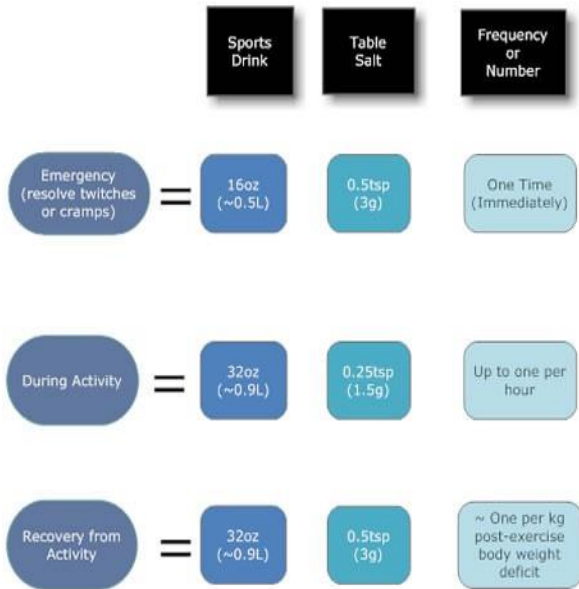 Sports
Drink
Table
Salt
Frequency
or
Number
Emergency
(resolve twitches
or cramps)
=
16oz
(~0.5L)
0.5tsp
(3g)
One Time
(Immediately)
During Activity
=
32oz
(~0.9L)
0.25tsp
(1.5g)
Up to one per
hour
Recovery from
Activity
=
32oz
(~0.9L)
0.5tsp
(3g)
~ One per kg
post-exercise
body weight
deficit